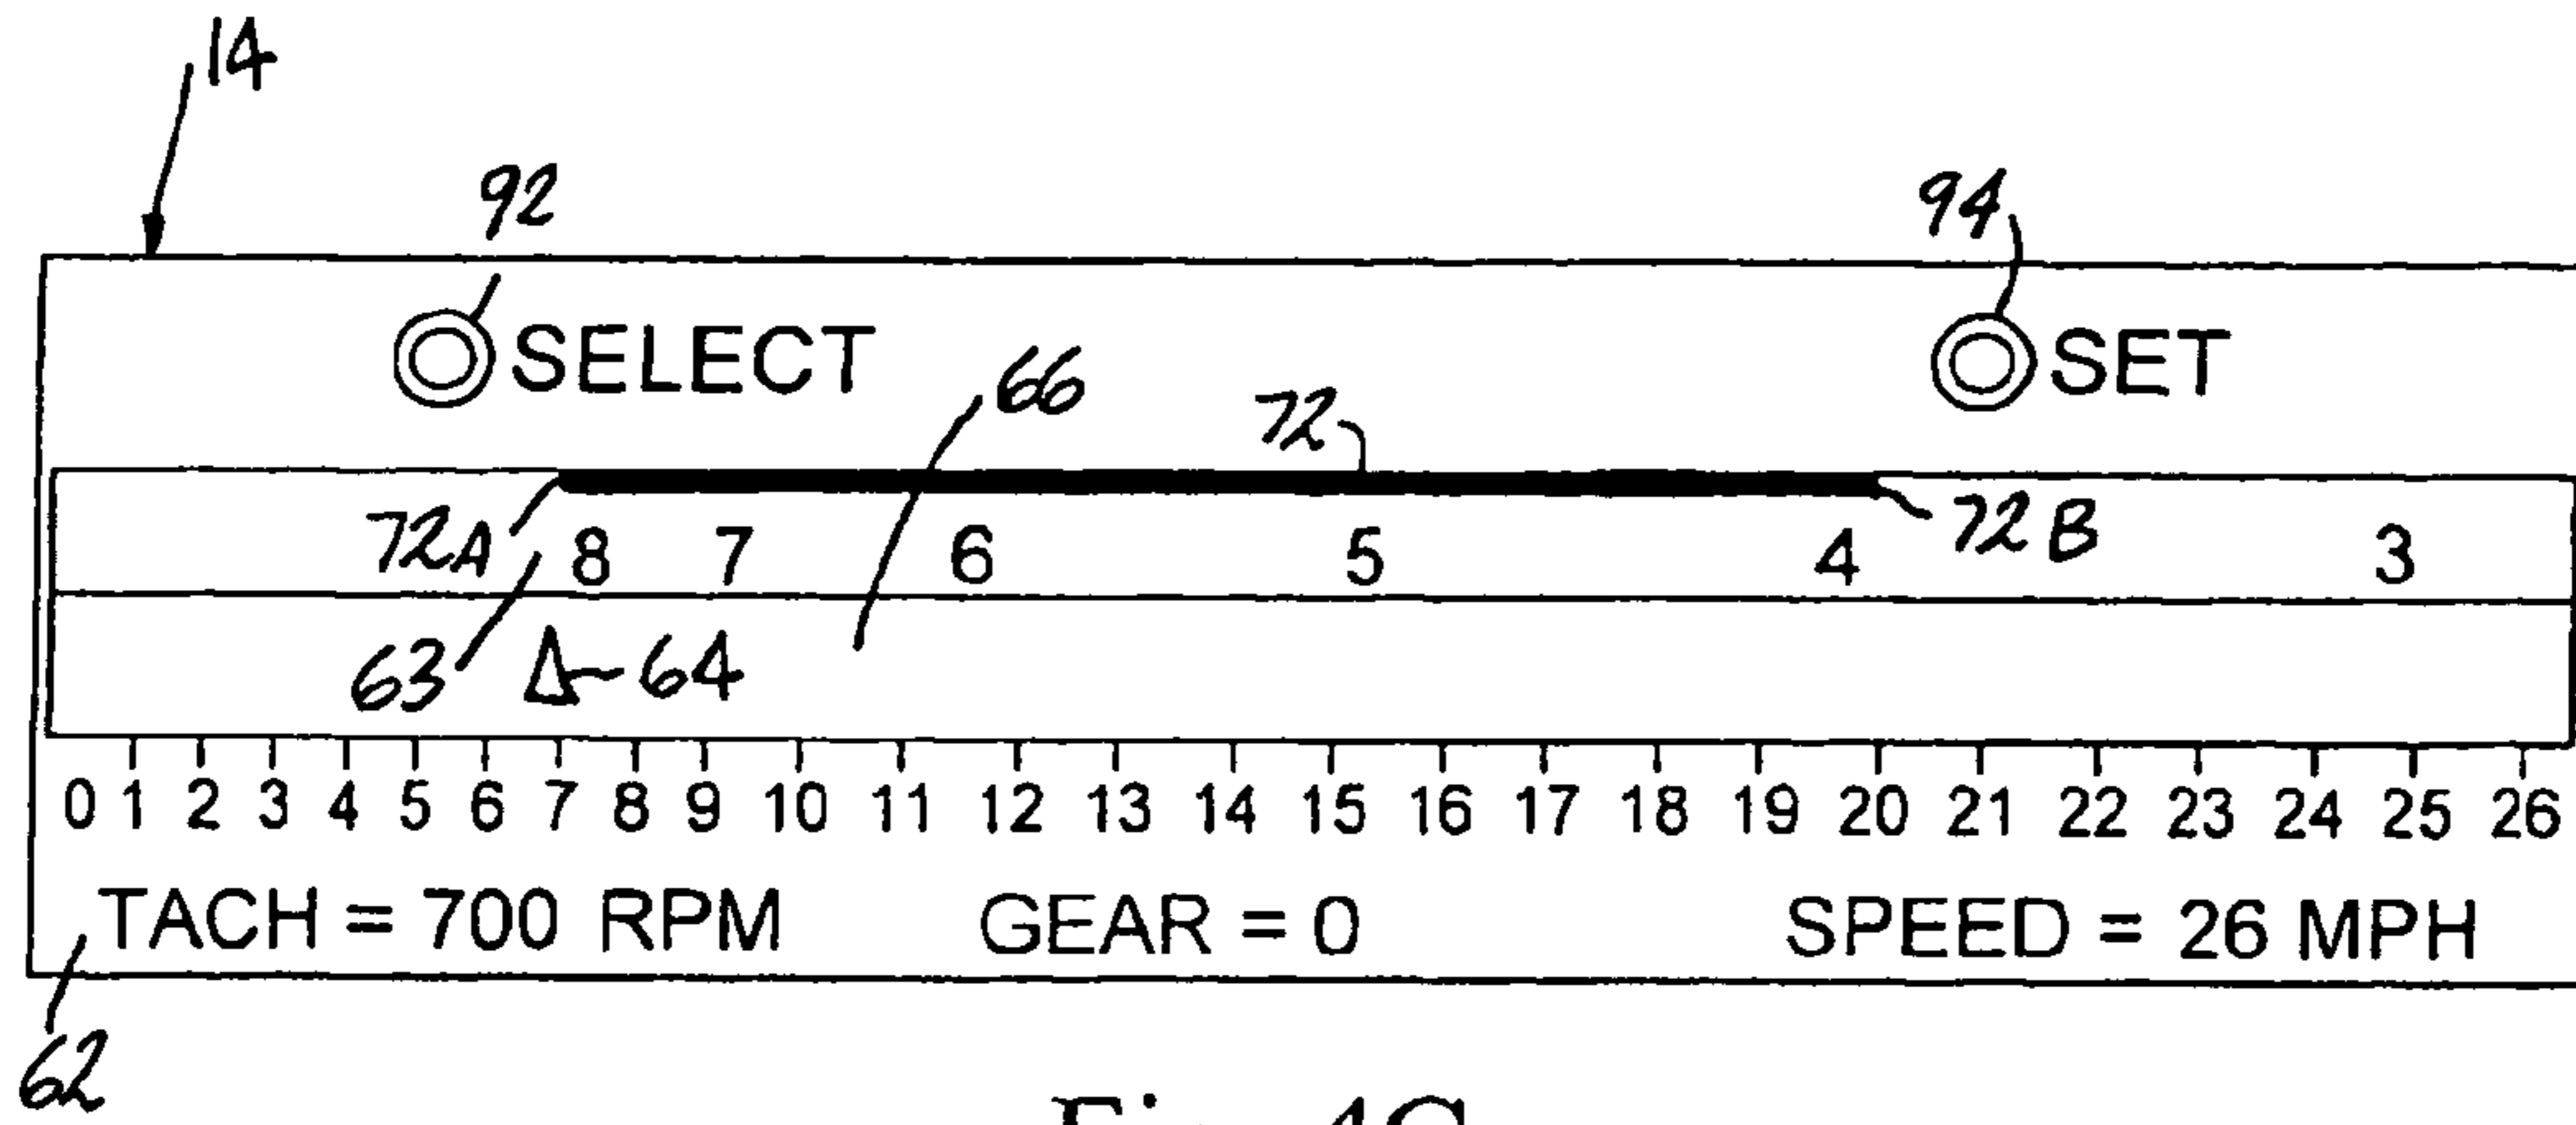 14
92
94
SELECT
SET
66
72
72A
8 7 6 5 4
72B
3
63
64
0 1 2 3 4 5 6 7 8 9 10 11 12 13 14 15 16 17 18 19 20 21 22 23 24 25 26
TACH = 700 RPM GEAR = 0 SPEED = 26 MPH
62